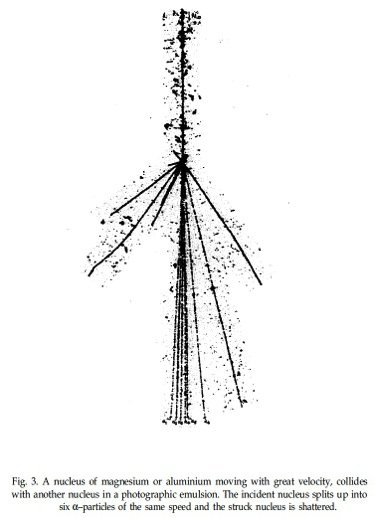 Fig. 3. A nucleus of magnesium or aluminium moving with great velocity, collides
with another nucleus in a photographic emulsion. The incident nucleus splits up into
six α–particles of the same speed and the struck nucleus is shattered.